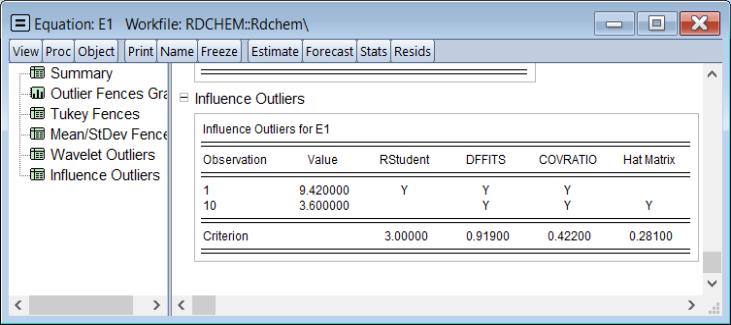 Equation: E1 Workfile: RDCHEM::Rdchem\
View Proc Object Print Name Freeze Estimate Forecast Stats Resids
Summary
Outlier Fences Gra
Tukey Fences
Mean/StDev Fence
Wavelet Outliers
Influence Outliers
Influence Outliers
Influence Outliers for E1
Observation Value RStudent DFFITS COVRATIO Hat Matrix
1 9.420000 Y Y Y
10 3.600000 Y Y Y
Criterion 3.00000 0.91900 0.42200 0.28100